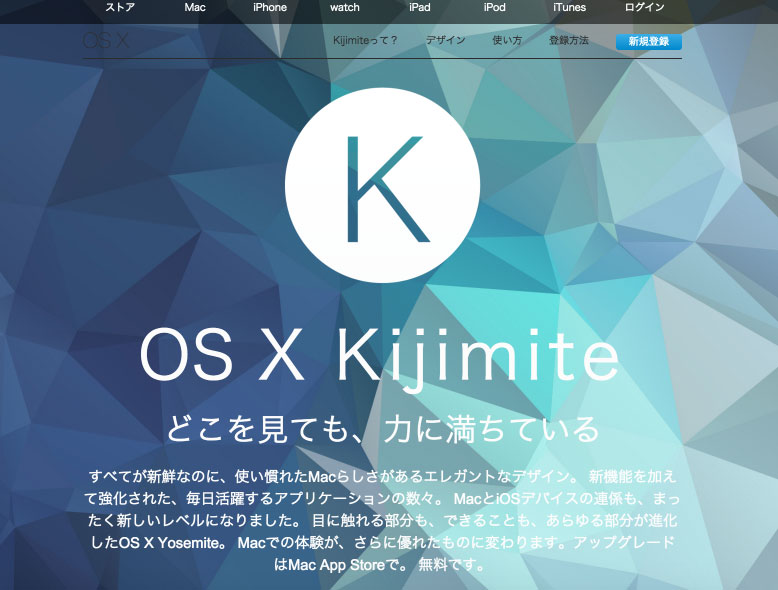 ストア Mac iPhone watch iPad iPod iTunes ログイン
OS X Kijimiteって？ デザイン 使い方 登録方法 新規登録
K
OS X Kijimite
どこを見ても、力に満ちている
すべてが新鮮なのに、使い慣れたMacらしさがあるエレガントなデザイン。 新機能を加え
て強化された、毎日活躍するアプリケーションの数々。 MacとiOSデバイスの連係も、まっ
たく新しいレベルになりました。 目に触れる部分も、できることも、あらゆる部分が進化
したOS X Yosemite。 Macでの体験が、さらに優れたものに変わります。アップグレード
はMac App Storeで。 無料です。